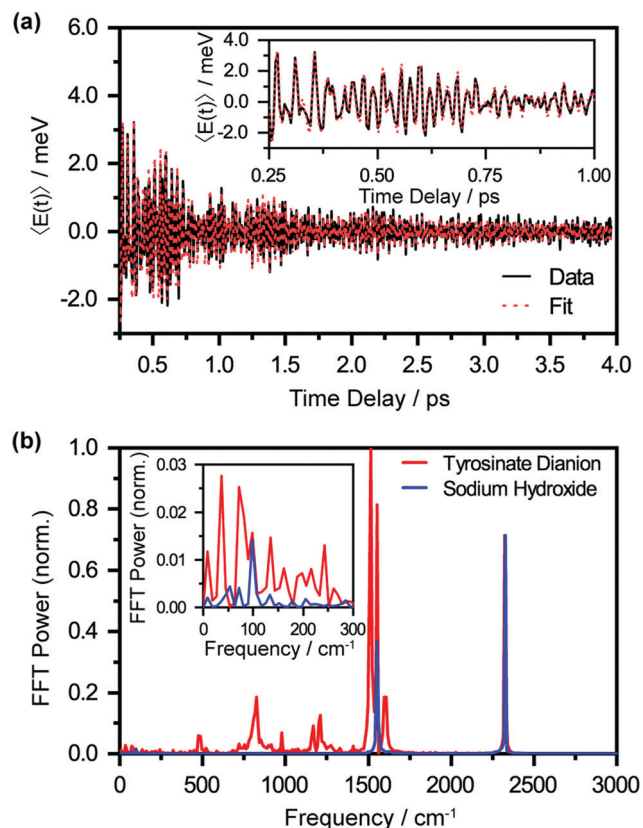 (a)
6.0
4.0
2.0
0.0
-2.0
⟨E(t)⟩ / meV
4.0
2.0
0.0
-2.0
⟨E(t)⟩ / meV
0.25 0.50 0.75 1.00
Time Delay / ps
Data
Fit
0.5 1.0 1.5 2.0 2.5 3.0 3.5 4.0
Time Delay / ps
(b)
1.0
0.8
0.6
0.4
0.2
0.0
FFT Power (norm.)
0.03
0.02
0.01
0.00
FFT Power (norm.)
0 100 200 300
Frequency / cm⁻¹
Tyrosinate Dianion
Sodium Hydroxide
0 500 1000 1500 2000 2500 3000
Frequency / cm⁻¹